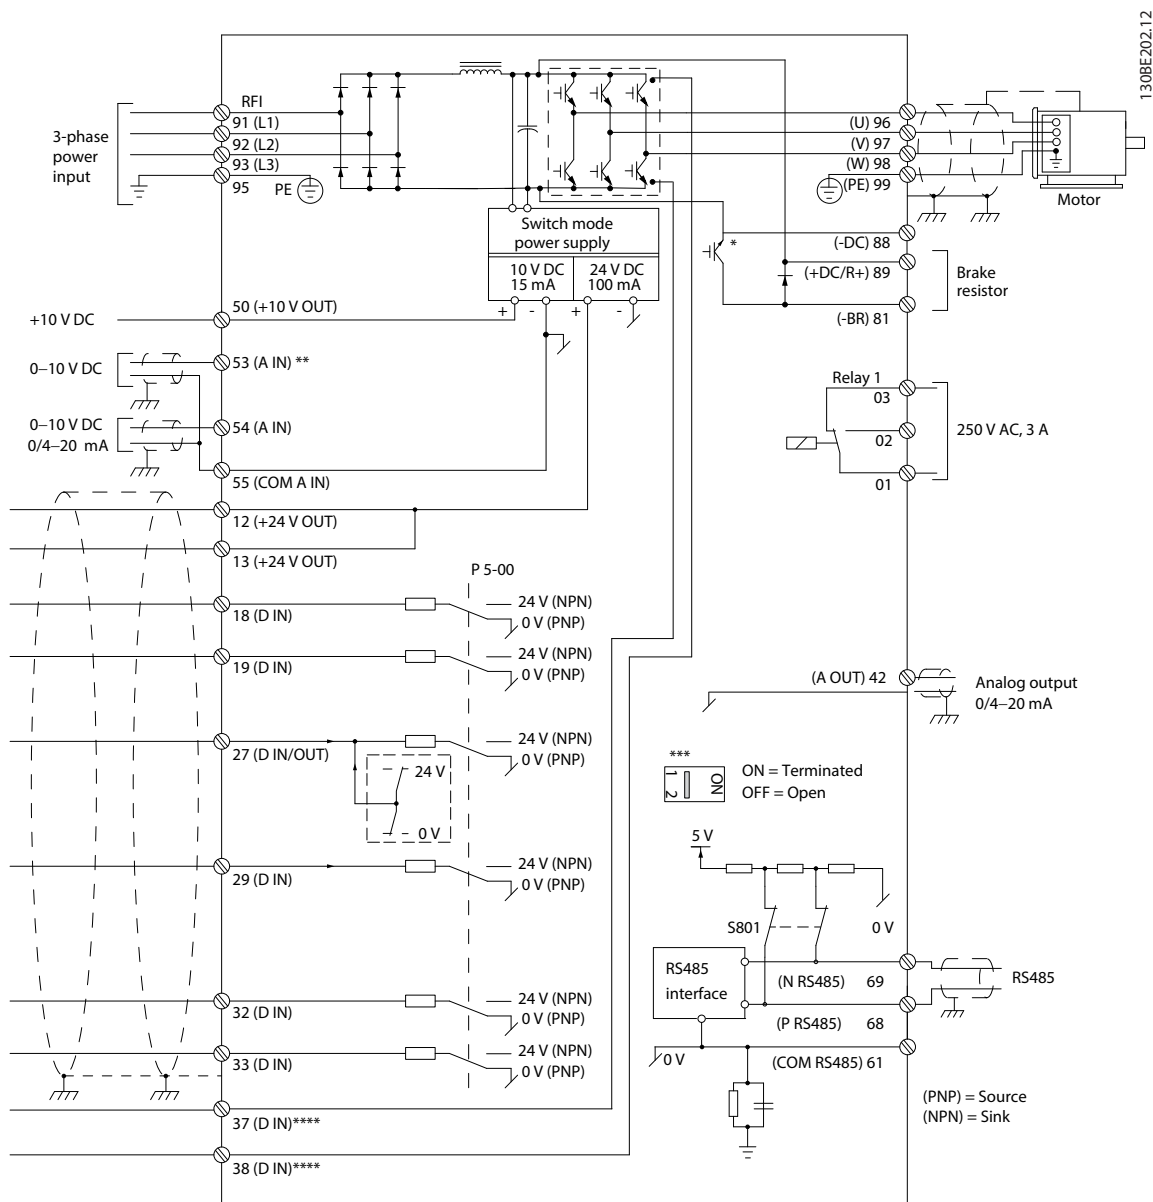 130BE202.12
3-phase
power
input
RFI
91 (L1)
92 (L2)
93 (L3)
95
PE
(U) 96
(V) 97
(W) 98
(PE) 99
Motor
Switch mode
power supply
10 V DC
15 mA
24 V DC
100 mA
+ - + -
*
(-DC) 88
(+DC/R+) 89
(-BR) 81
Brake
resistor
+10 V DC
50 (+10 V OUT)
0–10 V DC
53 (A IN) **
0–10 V DC
0/4–20 mA
54 (A IN)
55 (COM A IN)
Relay 1
03
02
01
250 V AC, 3 A
12 (+24 V OUT)
13 (+24 V OUT)
P 5-00
18 (D IN)
24 V (NPN)
0 V (PNP)
19 (D IN)
24 V (NPN)
0 V (PNP)
(A OUT) 42
Analog output
0/4–20 mA
27 (D IN/OUT)
24 V (NPN)
0 V (PNP)
24 V
0 V
***
1
2
ON
ON = Terminated
OFF = Open
29 (D IN)
24 V (NPN)
0 V (PNP)
5 V
S801
0 V
RS485
interface
(N RS485) 69
(P RS485) 68
RS485
0 V
(COM RS485) 61
32 (D IN)
24 V (NPN)
0 V (PNP)
33 (D IN)
24 V (NPN)
0 V (PNP)
37 (D IN)****
38 (D IN)****
(PNP) = Source
(NPN) = Sink